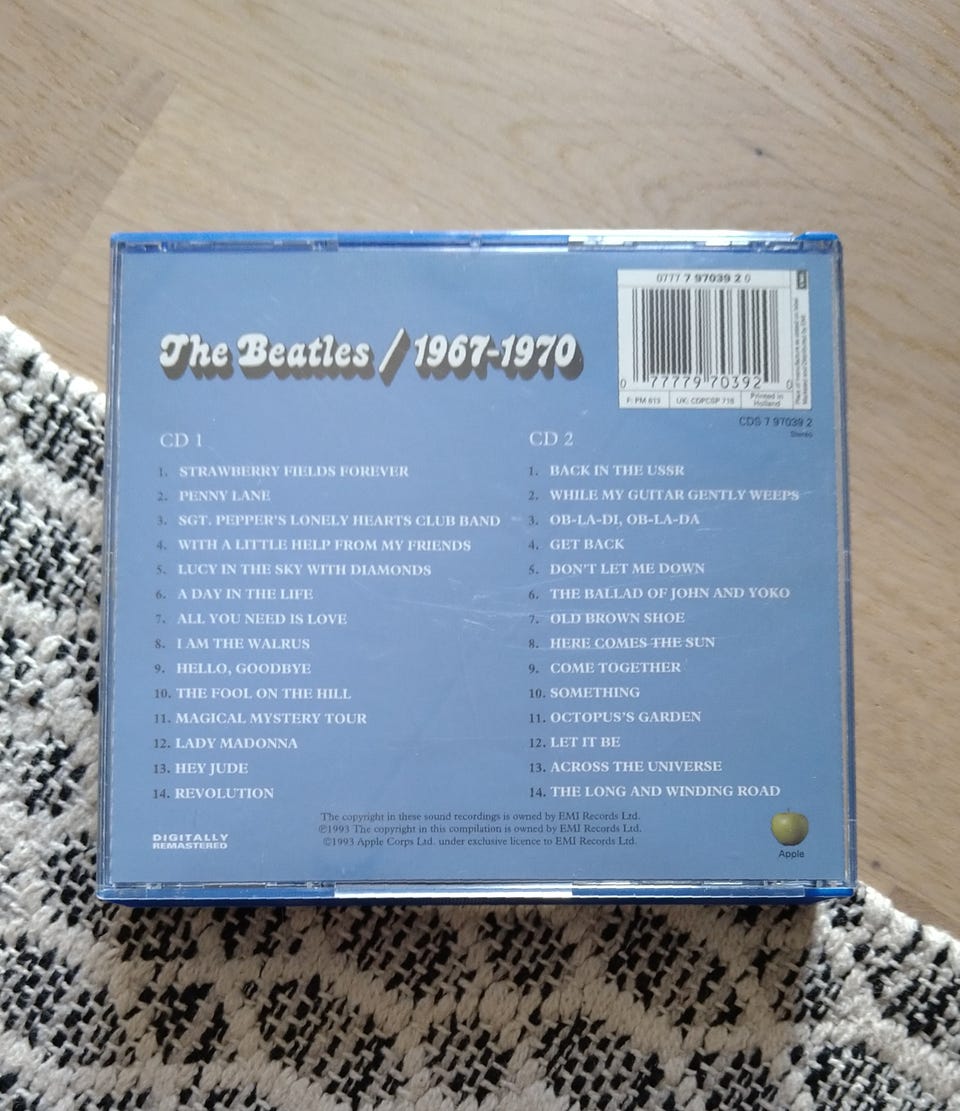 0777 7 97039 2 0
0 77779 70392 0
F: PM 613 UK: CDPCSP 718 Printed in Holland
CDS 7 97039 2
Stereo
The Beatles / 1967-1970
CD 1
1. STRAWBERRY FIELDS FOREVER
2. PENNY LANE
3. SGT. PEPPER'S LONELY HEARTS CLUB BAND
4. WITH A LITTLE HELP FROM MY FRIENDS
5. LUCY IN THE SKY WITH DIAMONDS
6. A DAY IN THE LIFE
7. ALL YOU NEED IS LOVE
8. I AM THE WALRUS
9. HELLO, GOODBYE
10. THE FOOL ON THE HILL
11. MAGICAL MYSTERY TOUR
12. LADY MADONNA
13. HEY JUDE
14. REVOLUTION
CD 2
1. BACK IN THE USSR
2. WHILE MY GUITAR GENTLY WEEPS
3. OB-LA-DI, OB-LA-DA
4. GET BACK
5. DON'T LET ME DOWN
6. THE BALLAD OF JOHN AND YOKO
7. OLD BROWN SHOE
8. HERE COMES THE SUN
9. COME TOGETHER
10. SOMETHING
11. OCTOPUS'S GARDEN
12. LET IT BE
13. ACROSS THE UNIVERSE
14. THE LONG AND WINDING ROAD
The copyright in these sound recordings is owned by EMI Records Ltd.
℗1993 The copyright in this compilation is owned by EMI Records Ltd.
©1993 Apple Corps Ltd. under exclusive licence to EMI Records Ltd.
DIGITALLY
REMASTERED
Apple